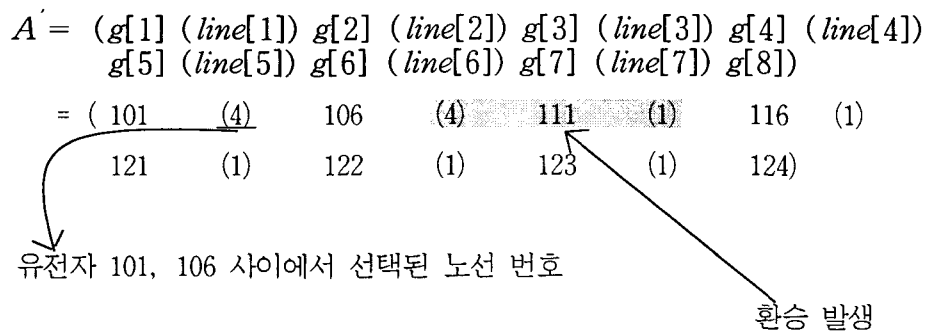 A' = (g[1] (line[1]) g[2] (line[2]) g[3] (line[3]) g[4] (line[4])
g[5] (line[5]) g[6] (line[6]) g[7] (line[7]) g[8])
= ( 101 (4) 106 (4) 111 (1) 116 (1)
121 (1) 122 (1) 123 (1) 124)
유전자 101, 106 사이에서 선택된 노선 번호
환승 발생